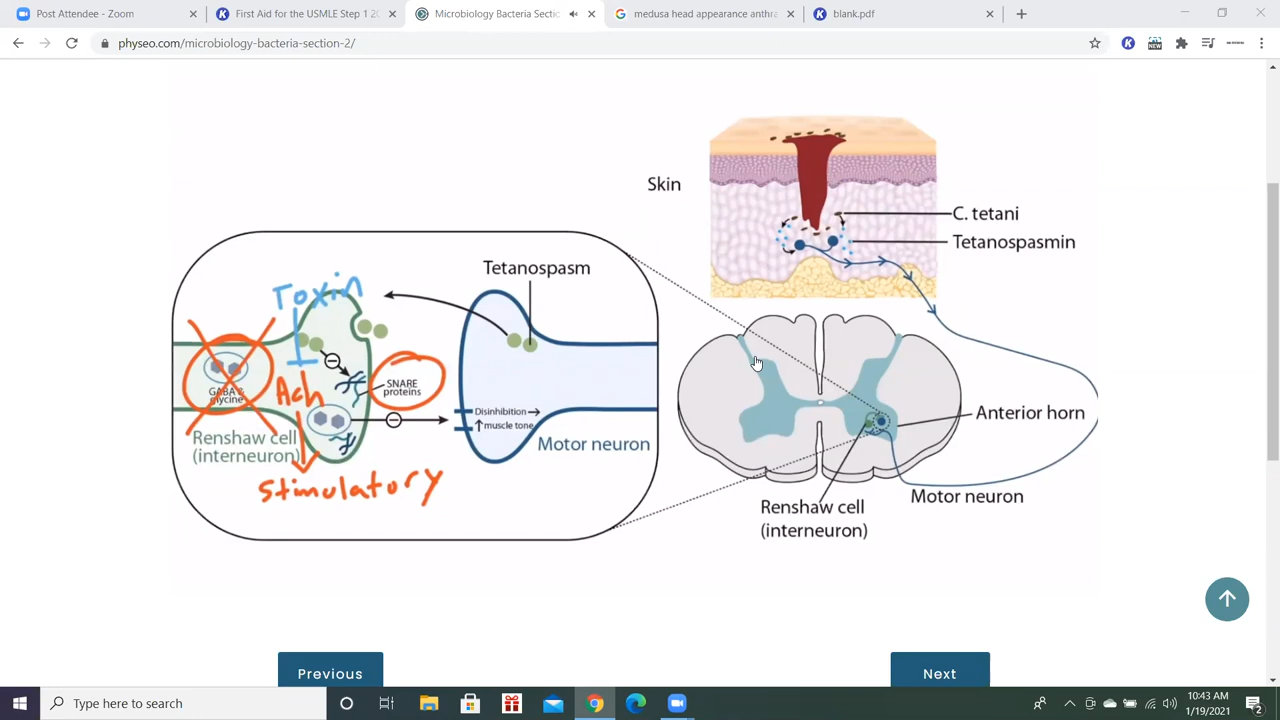 Post Attendee - Zoom
First Aid for the USMLE Step 1 20
Microbiology Bacteria Sectio
medusa head appearance anthra
blank.pdf
physeo.com/microbiology-bacteria-section-2/
NEW
Skin
C. tetani
Tetanospasmin
Tetanospasm
Toxin
GABA &
glycine
Ach
SNARE
proteins
Disinhibition →
↑ muscle tone
Renshaw cell
(interneuron)
Motor neuron
Stimulatory
Anterior horn
Motor neuron
Renshaw cell
(interneuron)
Previous
Next
Type here to search
10:43 AM
1/19/2021
2